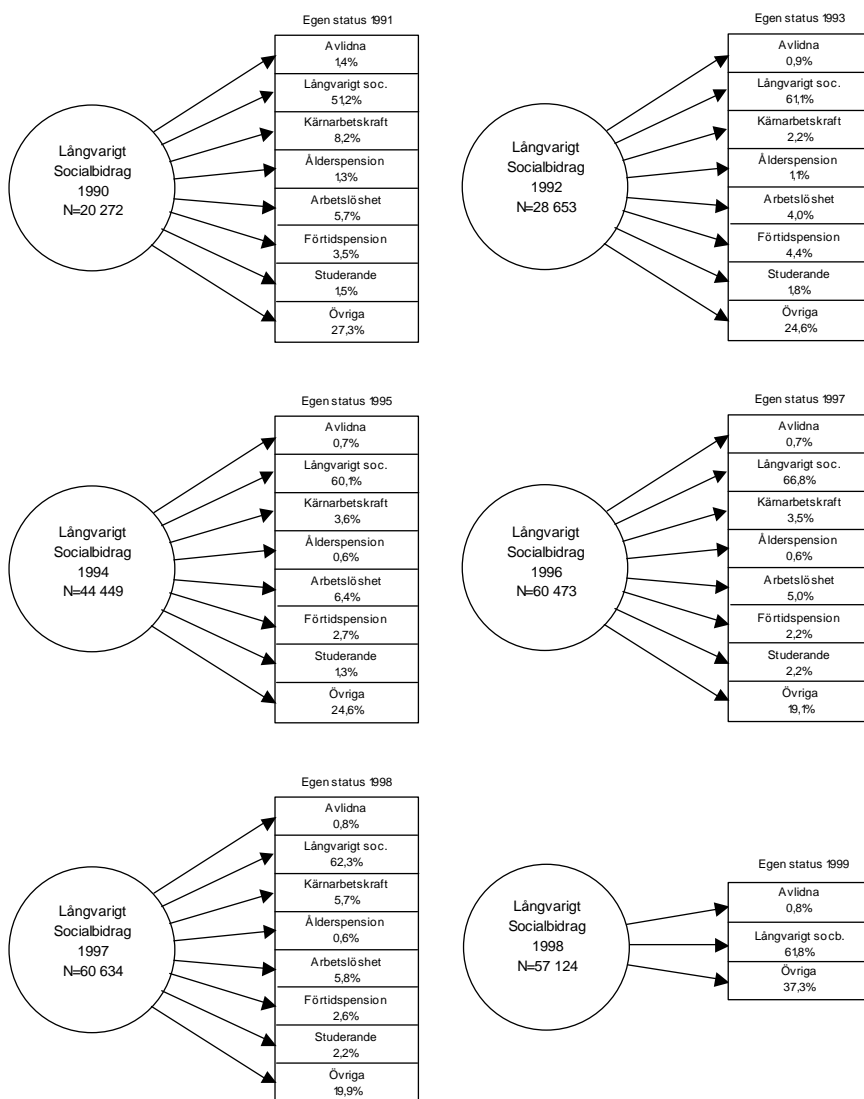 Egen status 1991
Långvarigt
Socialbidrag
1990
N=20 272
Avlidna
1,4%
Långvarigt soc.
51,2%
Kärnarbetskraft
8,2%
Ålderspension
1,3%
Arbetslöshet
5,7%
Förtidspension
3,5%
Studerande
1,5%
Övriga
27,3%
Egen status 1993
Långvarigt
Socialbidrag
1992
N=28 653
Avlidna
0,9%
Långvarigt soc.
61,1%
Kärnarbetskraft
2,2%
Ålderspension
1,1%
Arbetslöshet
4,0%
Förtidspension
4,4%
Studerande
1,8%
Övriga
24,6%
Egen status 1995
Långvarigt
Socialbidrag
1994
N=44 449
Avlidna
0,7%
Långvarigt soc.
60,1%
Kärnarbetskraft
3,6%
Ålderspension
0,6%
Arbetslöshet
6,4%
Förtidspension
2,7%
Studerande
1,3%
Övriga
24,6%
Egen status 1997
Långvarigt
Socialbidrag
1996
N=60 473
Avlidna
0,7%
Långvarigt soc.
66,8%
Kärnarbetskraft
3,5%
Ålderspension
0,6%
Arbetslöshet
5,0%
Förtidspension
2,2%
Studerande
2,2%
Övriga
19,1%
Egen status 1998
Långvarigt
Socialbidrag
1997
N=60 634
Avlidna
0,8%
Långvarigt soc.
62,3%
Kärnarbetskraft
5,7%
Ålderspension
0,6%
Arbetslöshet
5,8%
Förtidspension
2,6%
Studerande
2,2%
Övriga
19,9%
Egen status 1999
Långvarigt
Socialbidrag
1998
N=57 124
Avlidna
0,8%
Långvarigt socb.
61,8%
Övriga
37,3%